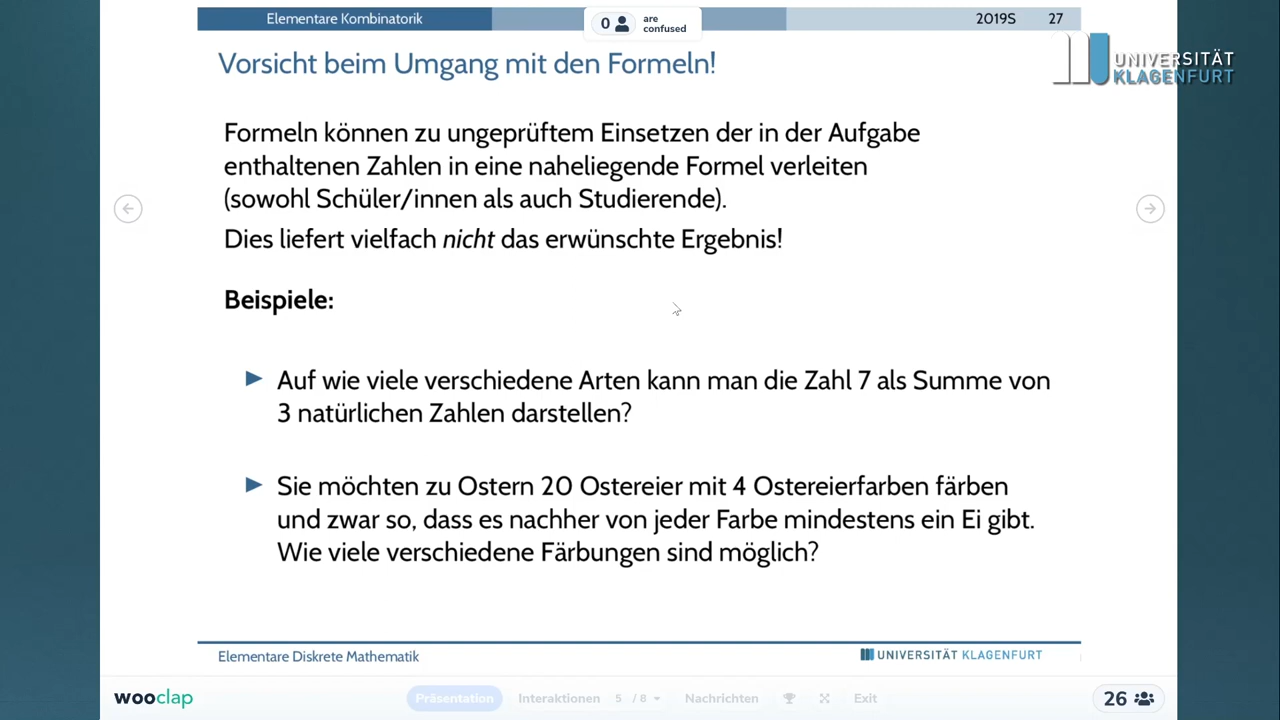 Elementare Kombinatorik
0 are confused
2019S 27
Vorsicht beim Umgang mit den Formeln!
UNIVERSITÄT
KLAGENFURT
Formeln können zu ungeprüftem Einsetzen der in der Aufgabe
enthaltenen Zahlen in eine naheliegende Formel verleiten
(sowohl Schüler/innen als auch Studierende).
Dies liefert vielfach nicht das erwünschte Ergebnis!
Beispiele:
Auf wie viele verschiedene Arten kann man die Zahl 7 als Summe von
3 natürlichen Zahlen darstellen?
Sie möchten zu Ostern 20 Ostereier mit 4 Ostereierfarben färben
und zwar so, dass es nachher von jeder Farbe mindestens ein Ei gibt.
Wie viele verschiedene Färbungen sind möglich?
Elementare Diskrete Mathematik
UNIVERSITÄT KLAGENFURT
wooclap
Präsentation Interaktionen 5 / 8 Nachrichten Exit
26